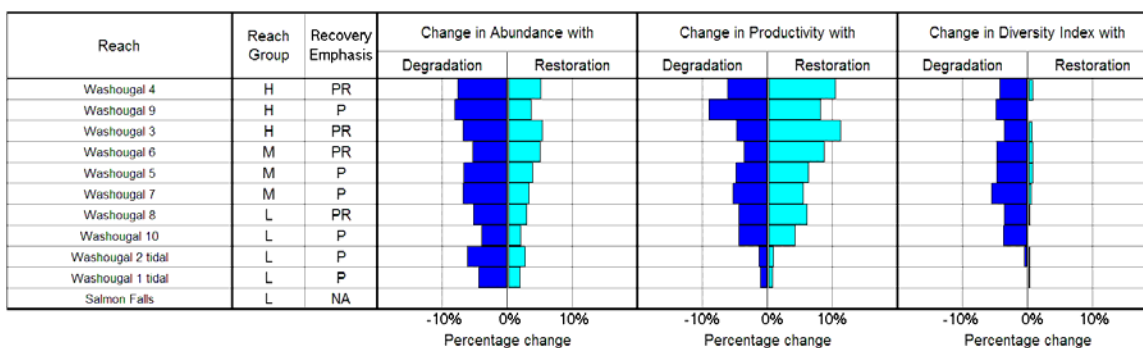 Reach Reach Group Recovery Emphasis Change in Abundance with Change in Productivity with Change in Diversity Index with
Degradation Restoration Degradation Restoration Degradation Restoration
Washougal 4 H PR
Washougal 9 H P
Washougal 3 H PR
Washougal 6 M PR
Washougal 5 M P
Washougal 7 M P
Washougal 8 L PR
Washougal 10 L P
Washougal 2 tidal L P
Washougal 1 tidal L P
Salmon Falls L NA
-10% 0% 10% -10% 0% 10% -10% 0% 10%
Percentage change Percentage change Percentage change